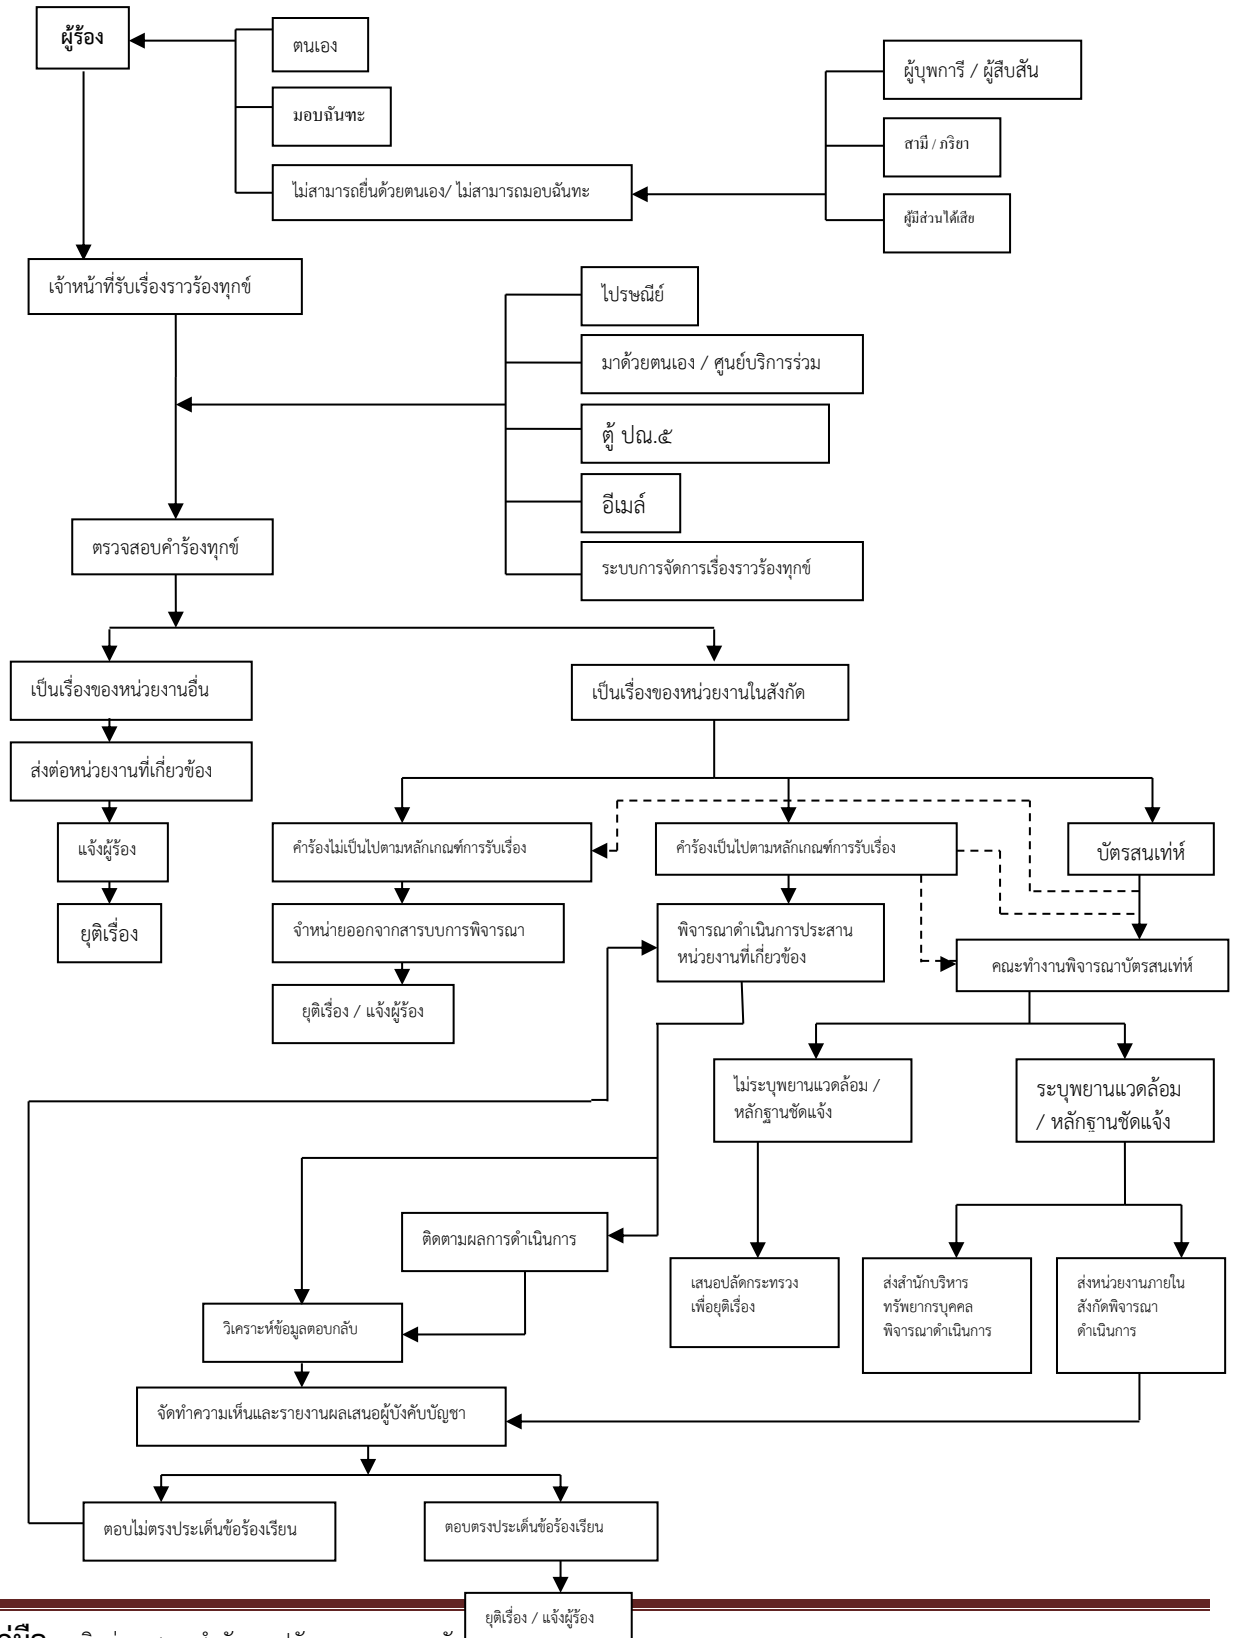 ผู้ร้อง
ตนเอง
มอบฉันฑะ
ไม่สามารถยื่นด้วยตนเอง/ ไม่สามารถมอบฉันทะ
ผู้บุพการี / ผู้สืบสัน
สามี / ภริยา
ผู้มีส่วนได้เสีย
เจ้าหน้าที่รับเรื่องราวร้องทุกข์
ไปรษณีย์
มาด้วยตนเอง / ศูนย์บริการร่วม
ตู้ ปณ.๕
อีเมล์
ระบบการจัดการเรื่องราวร้องทุกข์
ตรวจสอบคำร้องทุกข์
เป็นเรื่องของหน่วยงานอื่น
เป็นเรื่องของหน่วยงานในสังกัด
ส่งต่อหน่วยงานที่เกี่ยวข้อง
แจ้งผู้ร้อง
ยุติเรื่อง
คำร้องไม่เป็นไปตามหลักเกณฑ์การรับเรื่อง
คำร้องเป็นไปตามหลักเกณฑ์การรับเรื่อง
บัตรสนเท่ห์
จำหน่ายออกจากสารบบการพิจารณา
ยุติเรื่อง / แจ้งผู้ร้อง
พิจารณาดำเนินการประสาน
หน่วยงานที่เกี่ยวข้อง
คณะทำงานพิจารณาบัตรสนเท่ห์
ไม่ระบุพยานแวดล้อม /
หลักฐานชัดแจ้ง
ระบุพยานแวดล้อม
/ หลักฐานชัดแจ้ง
ติดตามผลการดำเนินการ
เสนอปลัดกระทรวง
เพื่อยุติเรื่อง
ส่งสำนักบริหาร
ทรัพยากรบุคคล
พิจารณาดำเนินการ
ส่งหน่วยงานภายใน
สังกัดพิจารณา
ดำเนินการ
วิเคราะห์ข้อมูลตอบกลับ
จัดทำความเห็นและรายงานผลเสนอผู้บังคับบัญชา
ตอบไม่ตรงประเด็นข้อร้องเรียน
ตอบตรงประเด็นข้อร้องเรียน
ยุติเรื่อง / แจ้งผู้ร้อง